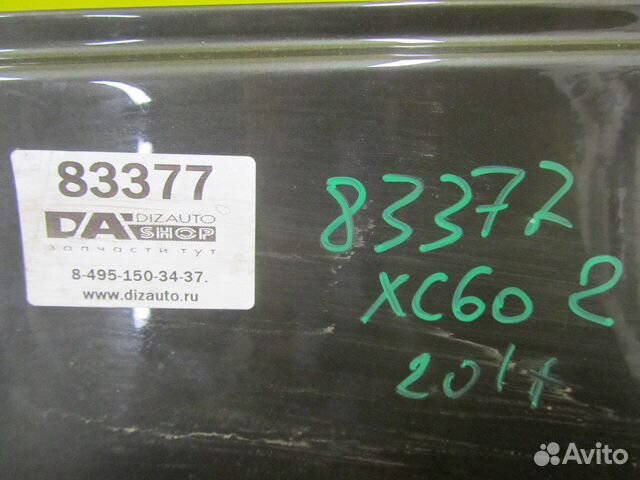 83377
DA DIZAUTO
SHOP
запчасти тут
8-495-150-34-37.
www.dizauto.ru
83377
XC60 2
2017
Avito